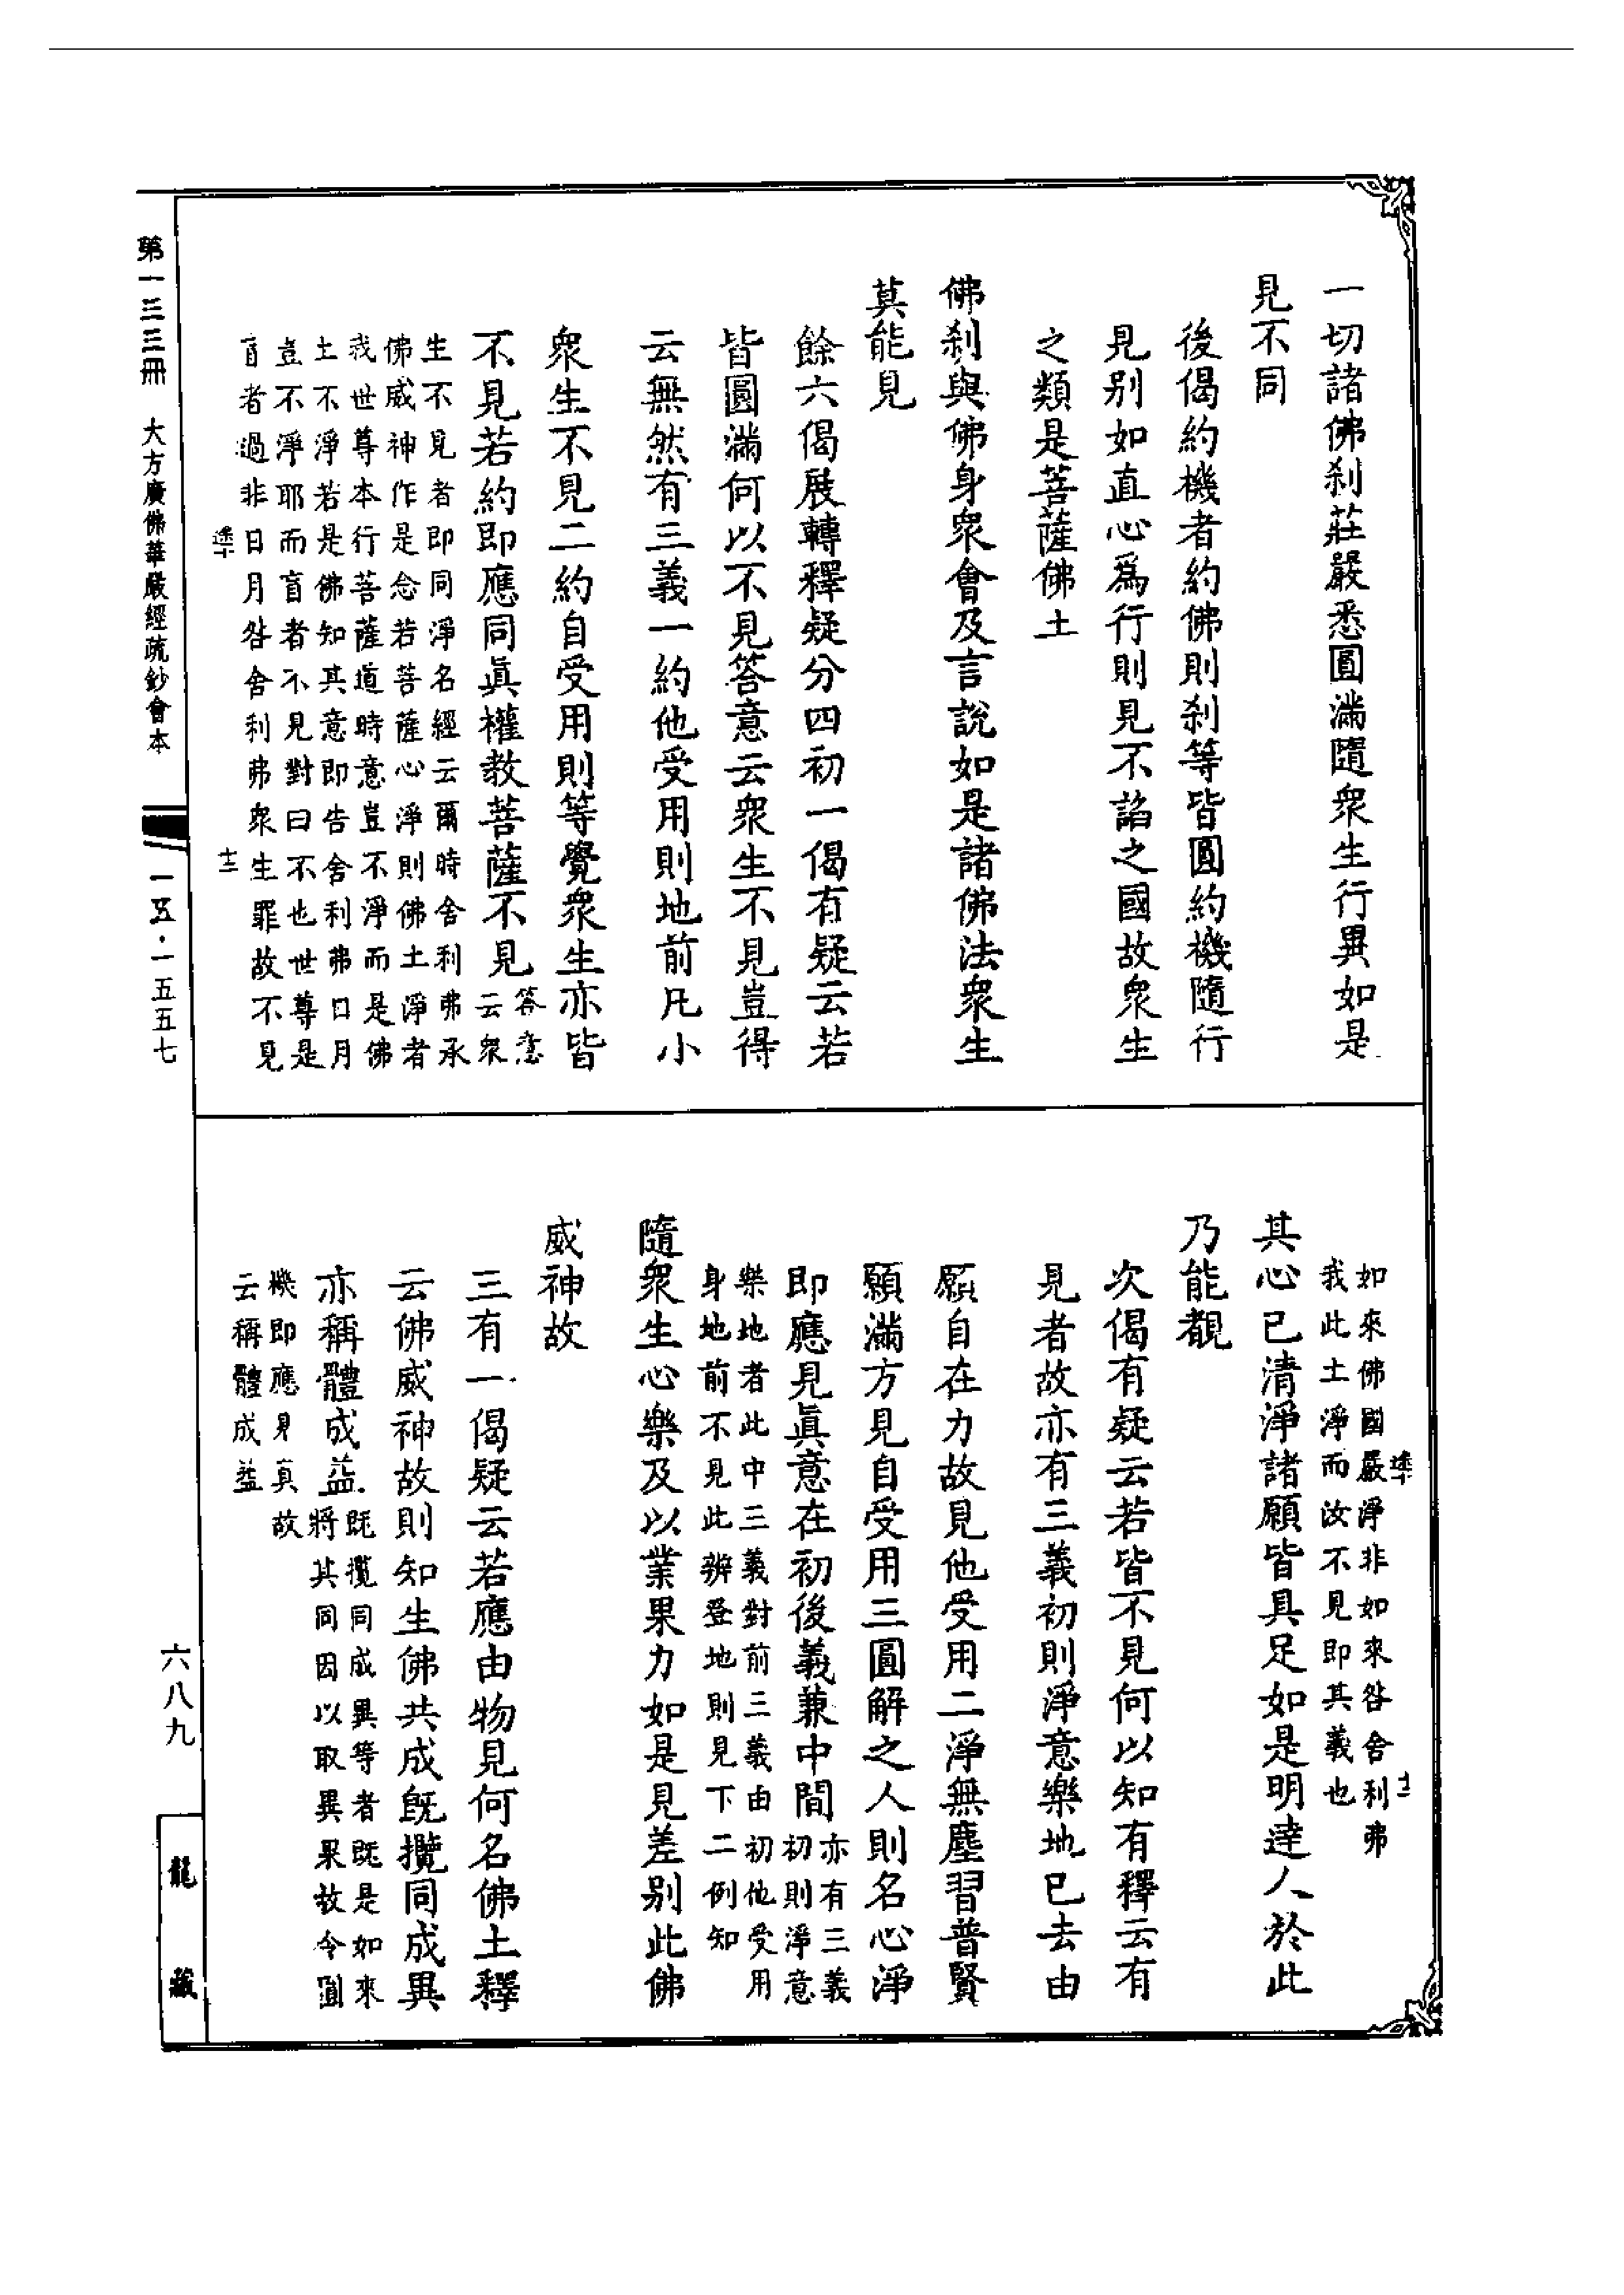 一切諸佛刹莊嚴悉圓滿隨衆生行異如是
見不同
後偈約機者約佛則刹等皆圓約機隨行
見别如直心爲行則見不諂之國故衆生
之類是菩薩佛土
佛刹與佛身衆會及言說如是諸佛法衆生
莫能見
餘六偈展轉釋疑分四初一偈有疑云若
皆圓滿何以不見答意云衆生不見豈得
云無然有三義一約他受用則地前凡小
衆生不見二約自受用則等覺衆生亦皆
不見若約即應同眞權教菩薩不見答意
云衆
生不見者即同淨名經云爾時舍利弗承
佛威神作是念若菩薩心淨則佛土淨者
我世尊本行菩薩道時意豈不淨而是佛
土不淨若是佛知其意即告舍利弗日月
豈不淨耶而盲者不見對曰不也世尊是
盲者過非日月咎舍利弗衆生罪故不見
十三
第一三三冊　大方廣佛華嚴經疏鈔會本
一五·一五五七
如來佛國嚴淨非如來咎舍利弗
我此土淨而汝不見即其義也
其心已清淨諸願皆具足如是明達人於此
乃能覩
次偈有疑云若皆不見何以知有釋云有
見者故亦有三義初則淨意樂地已去由
願自在力故見他受用二淨無塵習普賢
願滿方見自受用三圓解之人則名心淨
即應見眞意在初後義兼中間亦有三義
初則淨意
樂地者此中三義對前三義由初他受用
身地前不見此辨登地則見下二例知
隨衆生心樂及以業果力如是見差别此佛
威神故
三有一偈疑云若應由物見何名佛土釋
云佛威神故則知生佛共成旣攬同成異
亦稱體成益旣攬同成異等者旣是如來
將其同因以取異果故令圓
機即應見真故
云稱體成益
六八九
龍藏